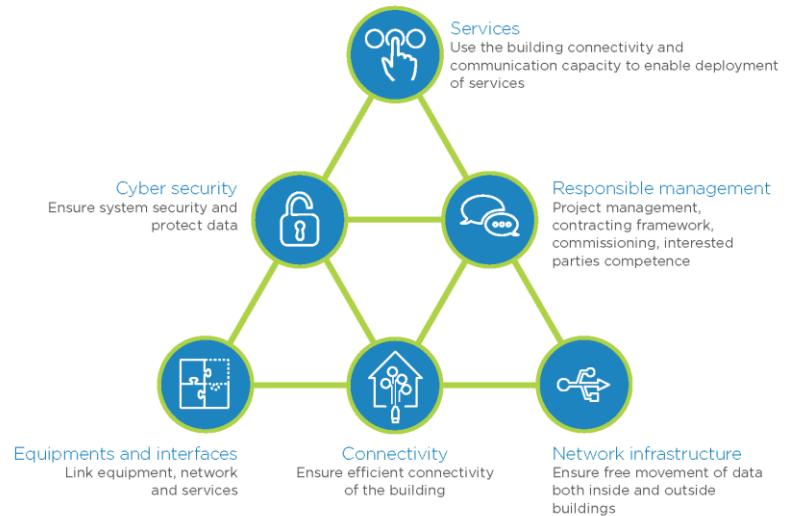 Services
Use the building connectivity and
communication capacity to enable deployment
of services
Cyber security
Ensure system security and
protect data
Responsible management
Project management,
contracting framework,
commissioning, interested
parties competence
Equipments and interfaces
Link equipment, network
and services
Connectivity
Ensure efficient connectivity
of the building
Network infrastructure
Ensure free movement of data
both inside and outside
buildings